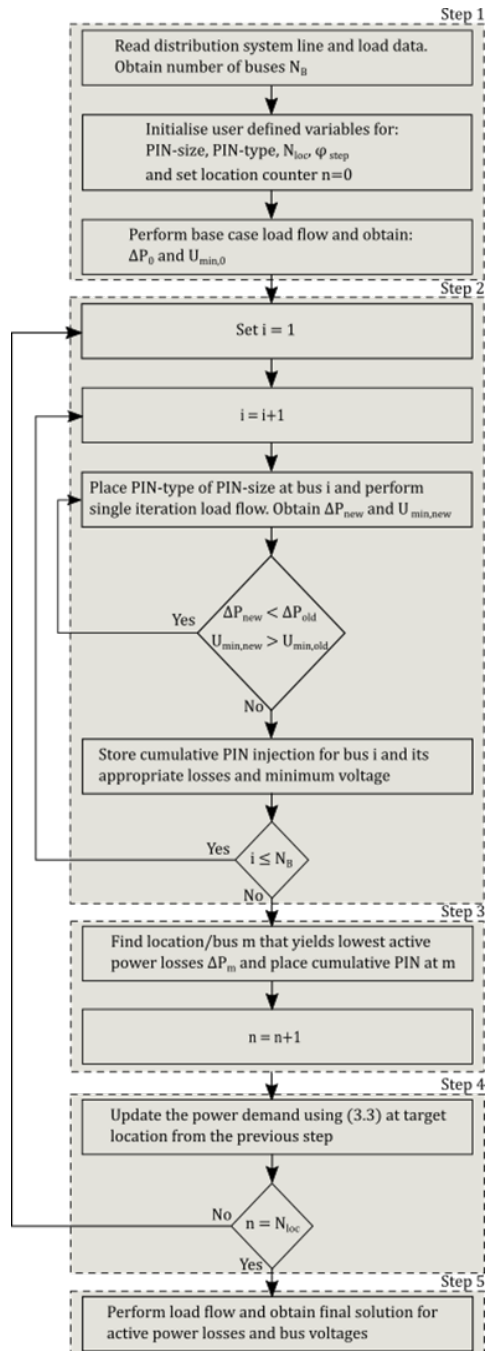 Step 1
Read distribution system line and load data.
Obtain number of buses N_B
Initialise user defined variables for:
PIN-size, PIN-type, N_loc, φ_step
and set location counter n=0
Perform base case load flow and obtain:
ΔP_0 and U_min,0
Step 2
Set i = 1
i = i+1
Place PIN-type of PIN-size at bus i and perform
single iteration load flow. Obtain ΔP_new and U_min,new
ΔP_new < ΔP_old
Yes
U_min,new > U_min,old
No
Store cumulative PIN injection for bus i and its
appropriate losses and minimum voltage
Yes
i ≤ N_B
No
Step 3
Find location/bus m that yields lowest active
power losses ΔP_m and place cumulative PIN at m
n = n+1
Step 4
Update the power demand using (3.3) at target
location from the previous step
No
n = N_loc
Yes
Step 5
Perform load flow and obtain final solution for
active power losses and bus voltages